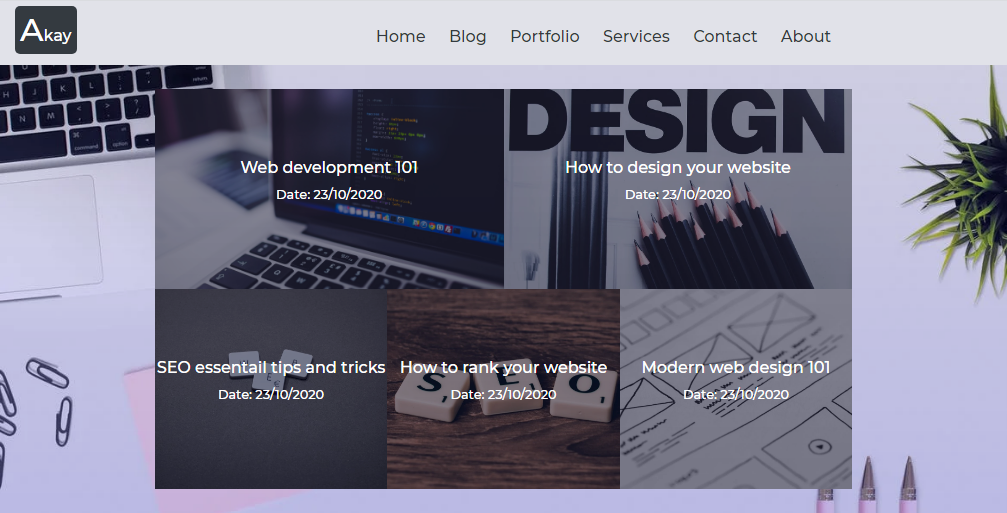 Akay
Home Blog Portfolio Services Contact About
DESIGN
Web development 101
Date: 23/10/2020
How to design your website
Date: 23/10/2020
SEO essentail tips and tricks
Date: 23/10/2020
How to rank your website
Date: 23/10/2020
Modern web design 101
Date: 23/10/2020
S E O